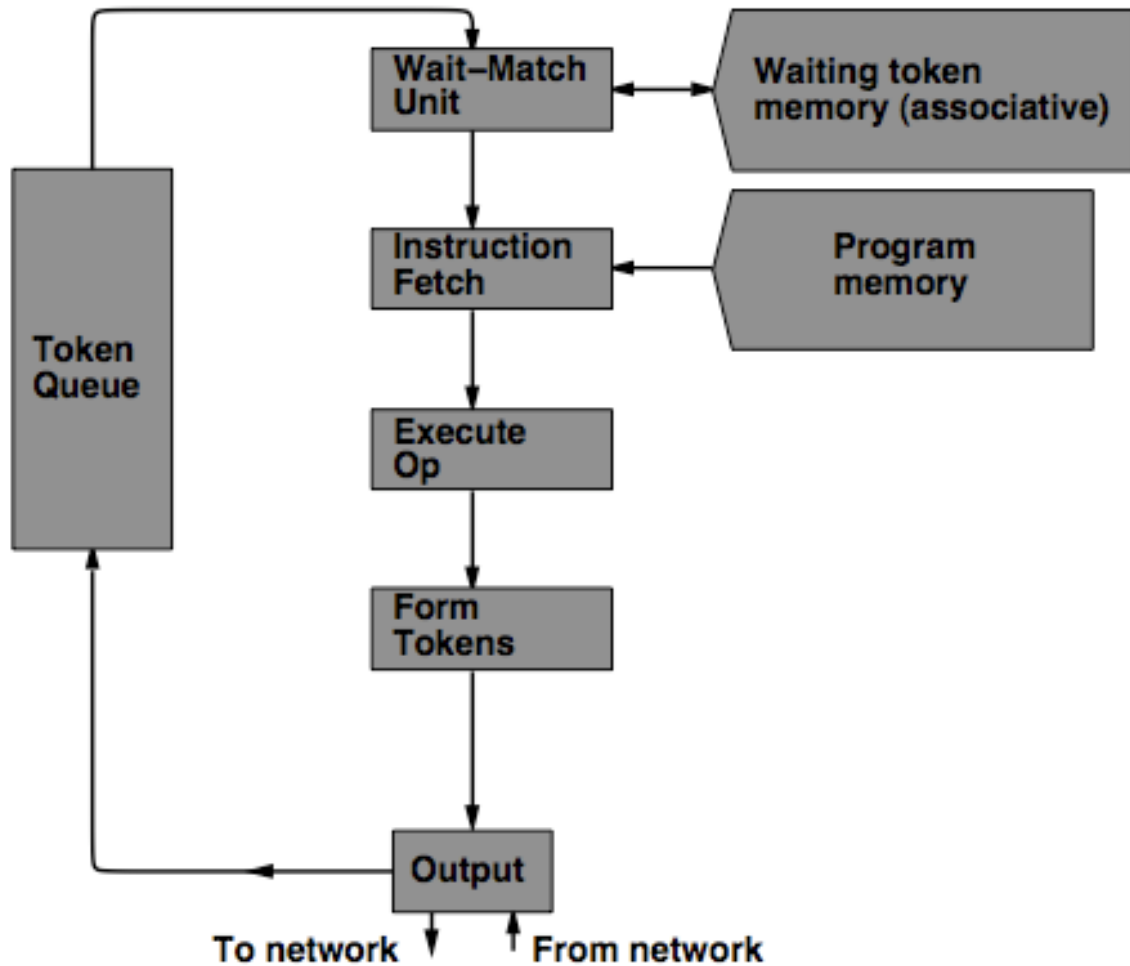 Wait–Match
Unit
Waiting token
memory (associative)
Instruction
Fetch
Program
memory
Token
Queue
Execute
Op
Form
Tokens
Output
To network
From network